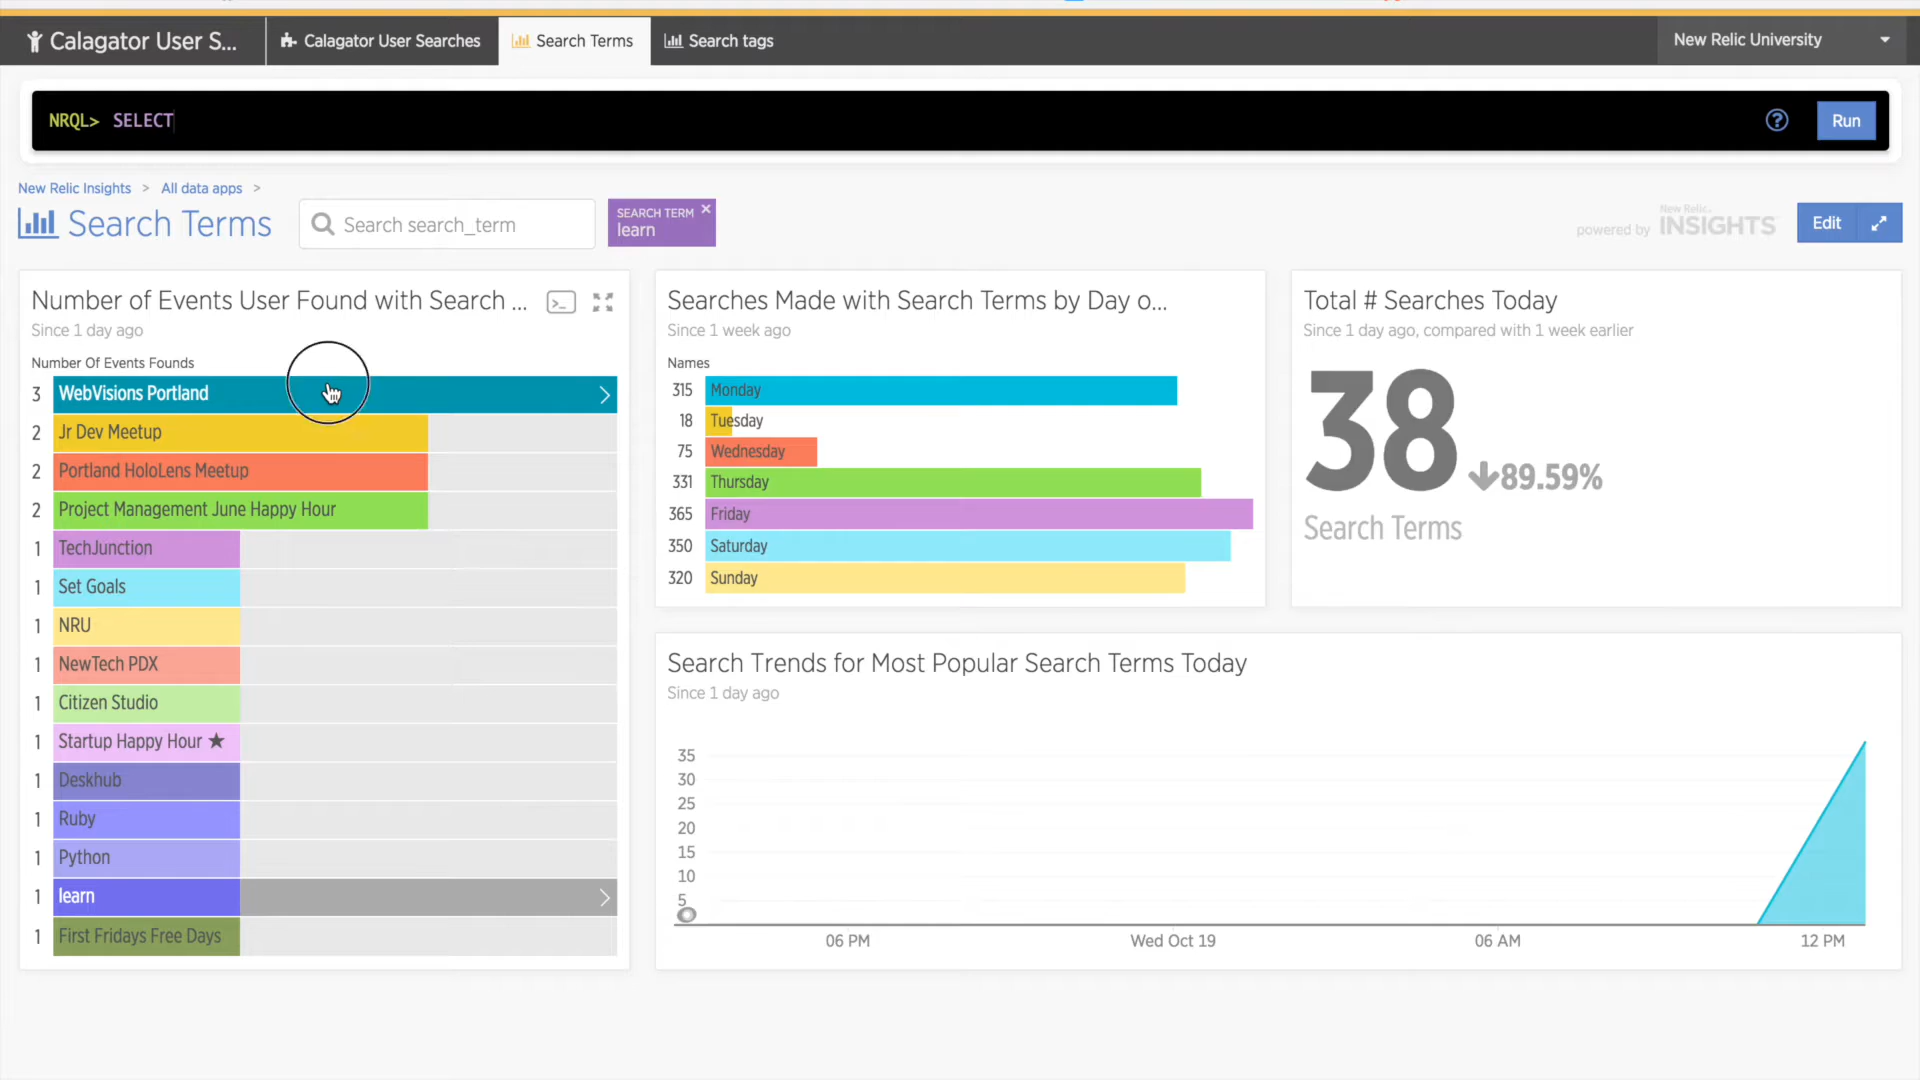 Calagator User S...
Calagator User Searches
Search Terms
Search tags
New Relic University
NRQL> SELECT
?
Run
New Relic Insights > All data apps >
Search Terms
Search search_term
SEARCH TERM ×
learn
powered by New Relic. INSIGHTS
Edit
Number of Events User Found with Search ...
Since 1 day ago
Number Of Events Founds
3 WebVisions Portland
2 Jr Dev Meetup
2 Portland HoloLens Meetup
2 Project Management June Happy Hour
1 TechJunction
1 Set Goals
1 NRU
1 NewTech PDX
1 Citizen Studio
1 Startup Happy Hour ★
1 Deskhub
1 Ruby
1 Python
1 learn
1 First Fridays Free Days
Searches Made with Search Terms by Day o...
Since 1 week ago
Names
315 Monday
18 Tuesday
75 Wednesday
331 Thursday
365 Friday
350 Saturday
320 Sunday
Total # Searches Today
Since 1 day ago, compared with 1 week earlier
38 ↓89.59%
Search Terms
Search Trends for Most Popular Search Terms Today
Since 1 day ago
35
30
25
20
15
10
5
06 PM
Wed Oct 19
06 AM
12 PM